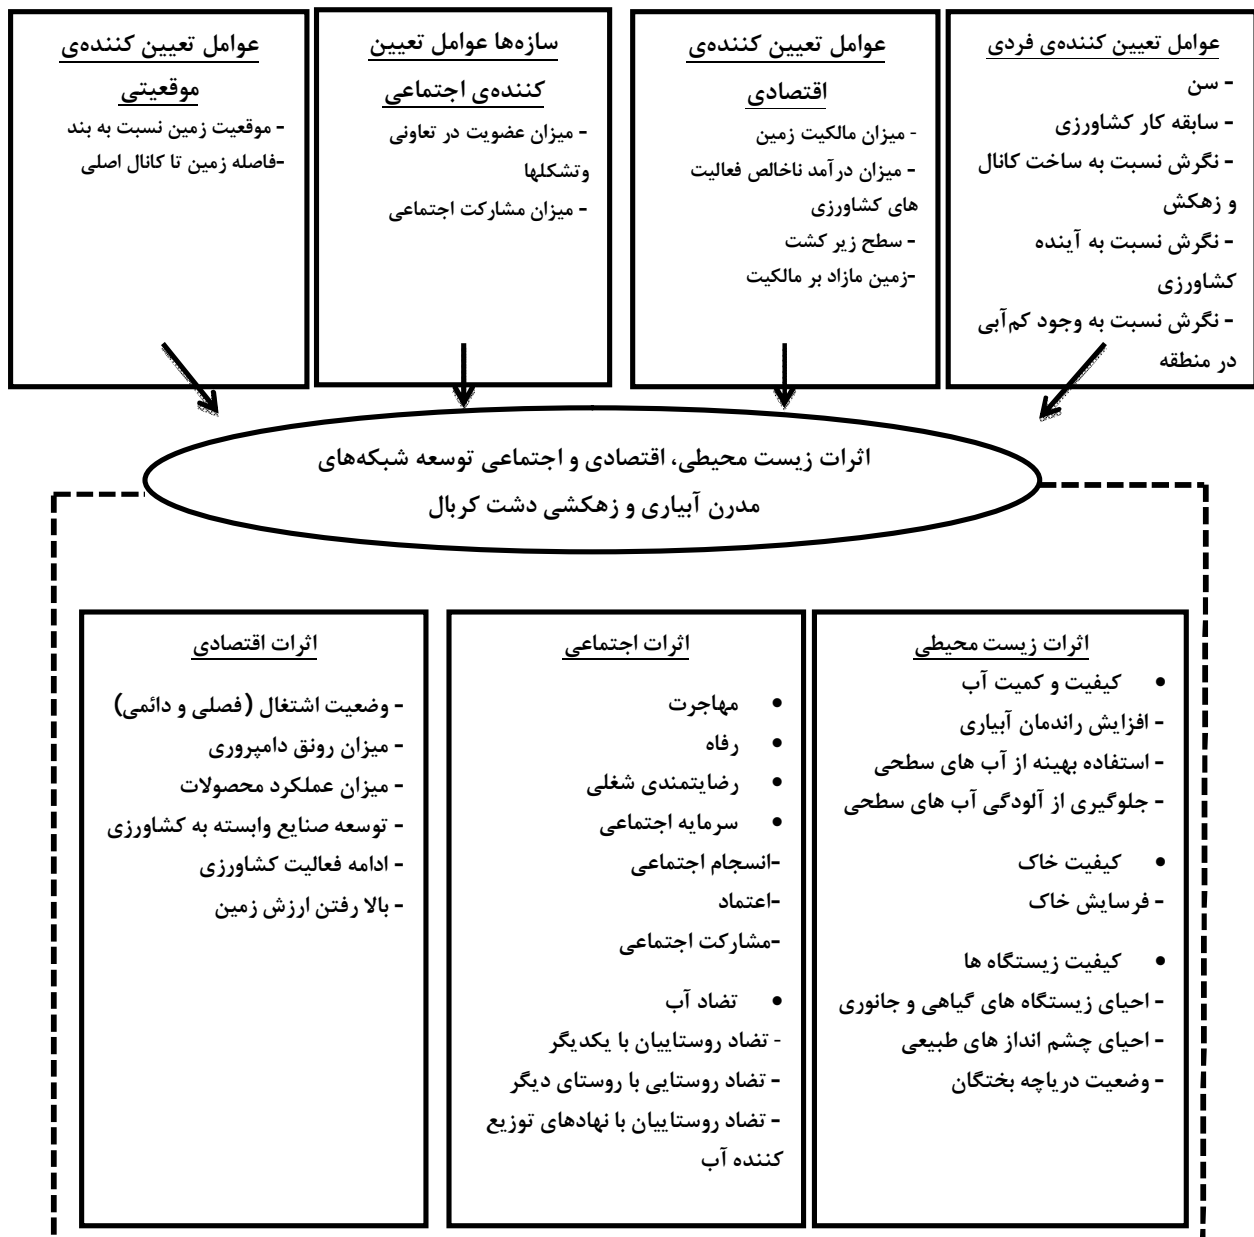 عوامل تعیین کننده‌ی فردی
- سن
- سابقه کار کشاورزی
- نگرش نسبت به ساخت کانال
و زهکش
- نگرش نسبت به آینده
کشاورزی
- نگرش نسبت به وجود کم‌آبی
در منطقه
عوامل تعیین کننده‌ی
اقتصادی
- میزان مالکیت زمین
- میزان درآمد ناخالص فعالیت
های کشاورزی
- سطح زیر کشت
-زمین مازاد بر مالکیت
سازه‌ها عوامل تعیین
کننده‌ی اجتماعی
- میزان عضویت در تعاونی
وتشکلها
- میزان مشارکت اجتماعی
عوامل تعیین کننده‌ی
موقعیتی
- موقعیت زمین نسبت به بند
-فاصله زمین تا کانال اصلی
اثرات زیست محیطی، اقتصادی و اجتماعی توسعه شبکه‌های
مدرن آبیاری و زهکشی دشت کربال
اثرات زیست محیطی
• کیفیت و کمیت آب
- افزایش راندمان آبیاری
- استفاده بهینه از آب های سطحی
- جلوگیری از آلودگی آب های سطحی
• کیفیت خاک
- فرسایش خاک
• کیفیت زیستگاه ها
- احیای زیستگاه های گیاهی و جانوری
- احیای چشم انداز های طبیعی
- وضعیت دریاچه بختگان
اثرات اجتماعی
• مهاجرت
• رفاه
• رضایتمندی شغلی
• سرمایه اجتماعی
-انسجام اجتماعی
-اعتماد
-مشارکت اجتماعی
• تضاد آب
- تضاد روستاییان با یکدیگر
- تضاد روستایی با روستای دیگر
- تضاد روستاییان با نهادهای توزیع
کننده آب
اثرات اقتصادی
- وضعیت اشتغال (فصلی و دائمی)
- میزان رونق دامپروری
- میزان عملکرد محصولات
- توسعه صنایع وابسته به کشاورزی
- ادامه فعالیت کشاورزی
- بالا رفتن ارزش زمین